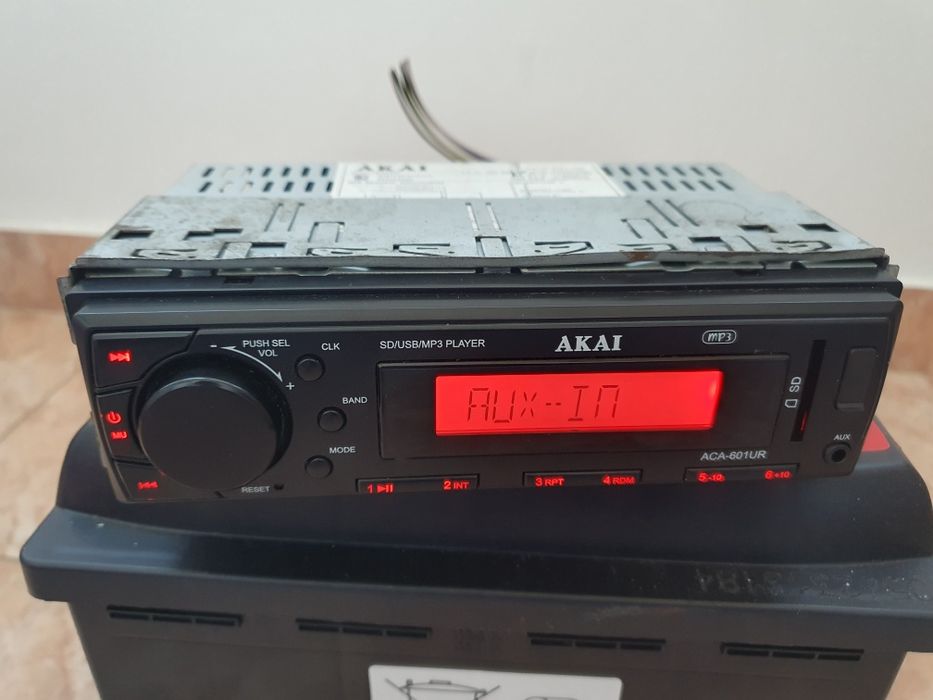 AKAI
PUSH SEL
VOL
- +
CLK
SD/USB/MP3 PLAYER
AKAI
MP3
AUX--IN
SD
BAND
MU
MODE
ACA-601UR
AUX
RESET
1 2 INT 3 RPT 4 RDM 5 -10 6 +10